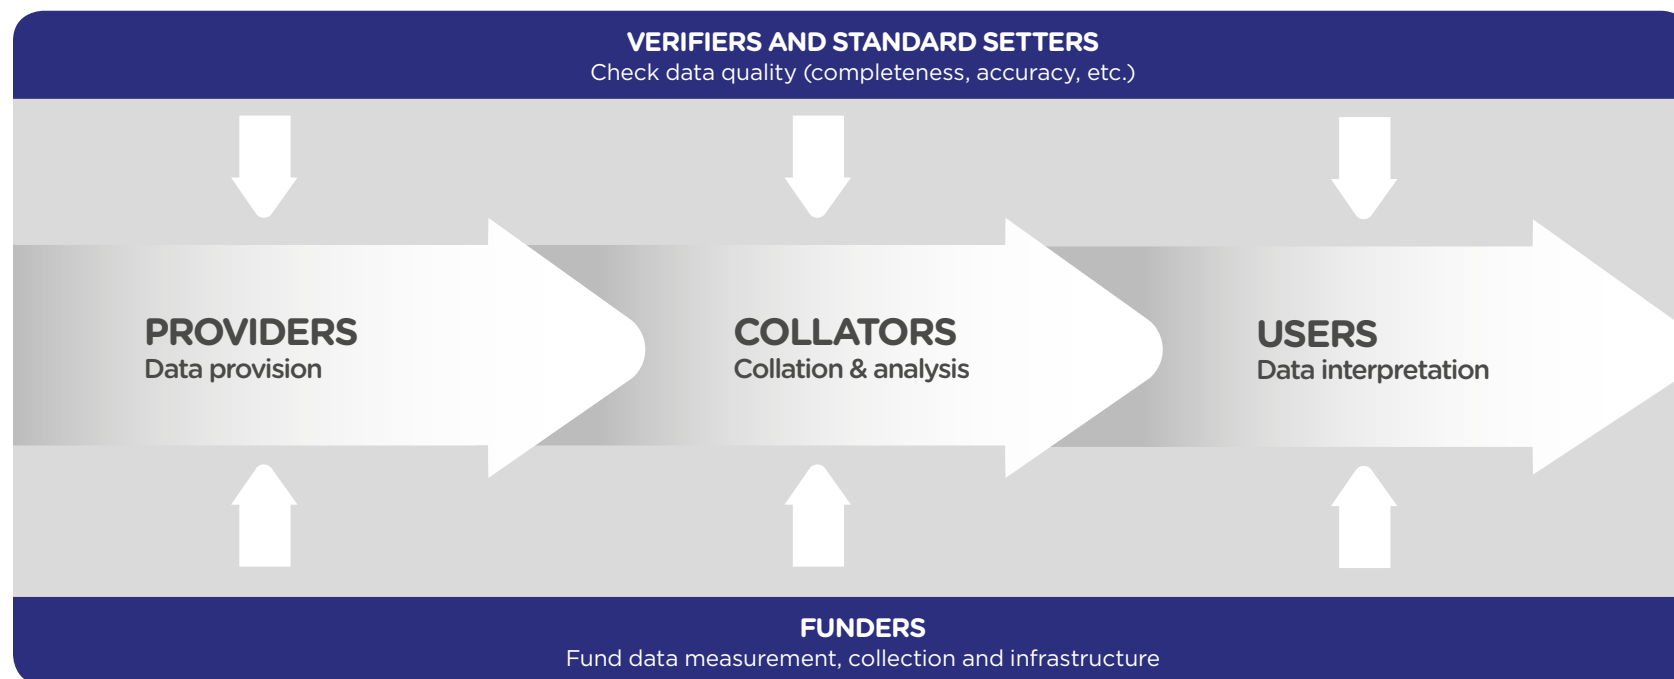 VERIFIERS AND STANDARD SETTERS
Check data quality (completeness, accuracy, etc.)
PROVIDERS
Data provision
COLLATORS
Collation & analysis
USERS
Data interpretation
FUNDERS
Fund data measurement, collection and infrastructure